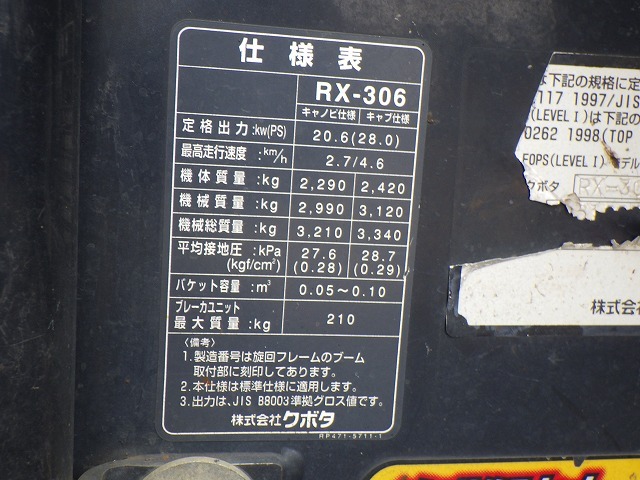 仕様表
RX-306
キャノピ仕様 キャブ仕様
定格出力:kw(PS) 20.6(28.0)
最高走行速度:km/h 2.7/4.6
機体質量:kg 2,290 2,420
機械質量:kg 2,990 3,120
機械総質量:kg 3,210 3,340
平均接地圧:kPa 27.6 28.7
(kgf/cm²) (0.28) (0.29)
バケット容量:m³ 0.05〜0.10
ブレーカユニット
最大質量:kg 210
〈備考〉
1.製造番号は旋回フレームのブーム
取付部に刻印してあります。
2.本仕様は標準仕様に適用します。
3.出力は、JIS B8003準拠グロス値です。
株式会社クボタ
RP471-5711-1
は下記の規格に定
117 1997/JIS
(LEVEL I)は下記の
0262 1998(TOP
FOPS(LEVEL I)
クボタ RX-30
株式会